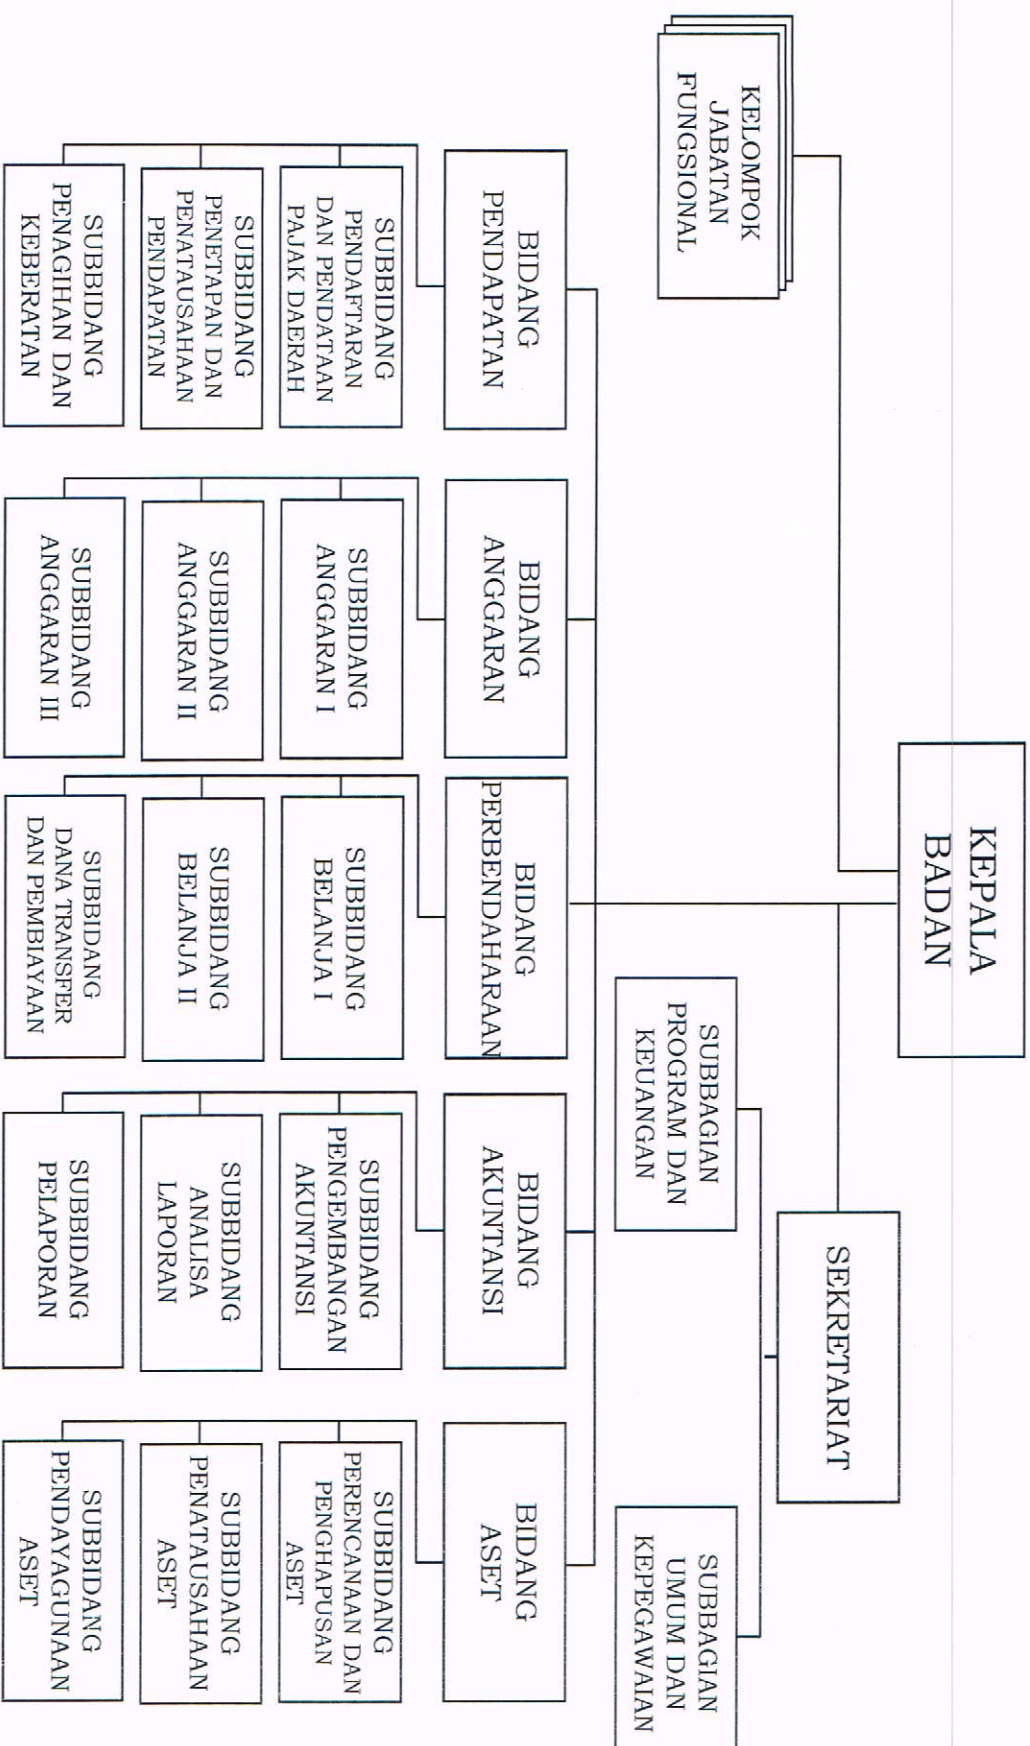 KEPALA
BADAN
SEKRETARIAT
KELOMPOK
JABATAN
FUNGSIONAL
SUBBAGIAN
PROGRAM DAN
KEUANGAN
SUBBAGIAN
UMUM DAN
KEPEGAWAIAN
BIDANG
PENDAPATAN
BIDANG
ANGGARAN
BIDANG
PERBENDAHARAAN
BIDANG
AKUNTANSI
BIDANG
ASET
SUBBIDANG
PENDAFTARAN
DAN PENDATAAN
PAJAK DAERAH
SUBBIDANG
ANGGARAN I
SUBBIDANG
BELANJA I
SUBBIDANG
PENGEMBANGAN
AKUNTANSI
SUBBIDANG
PERENCANAAN DAN
PENGHAPUSAN
ASET
SUBBIDANG
PENETAPAN DAN
PENATAUSAHAAN
PENDAPATAN
SUBBIDANG
ANGGARAN II
SUBBIDANG
BELANJA II
SUBBIDANG
ANALISA
LAPORAN
SUBBIDANG
PENATAUSAHAAN
ASET
SUBBIDANG
PENAGIHAN DAN
KEBERATAN
SUBBIDANG
ANGGARAN III
SUBBIDANG
DANA TRANSFER
DAN PEMBIAYAAN
SUBBIDANG
PELAPORAN
SUBBIDANG
PENDAYAGUNAAN
ASET